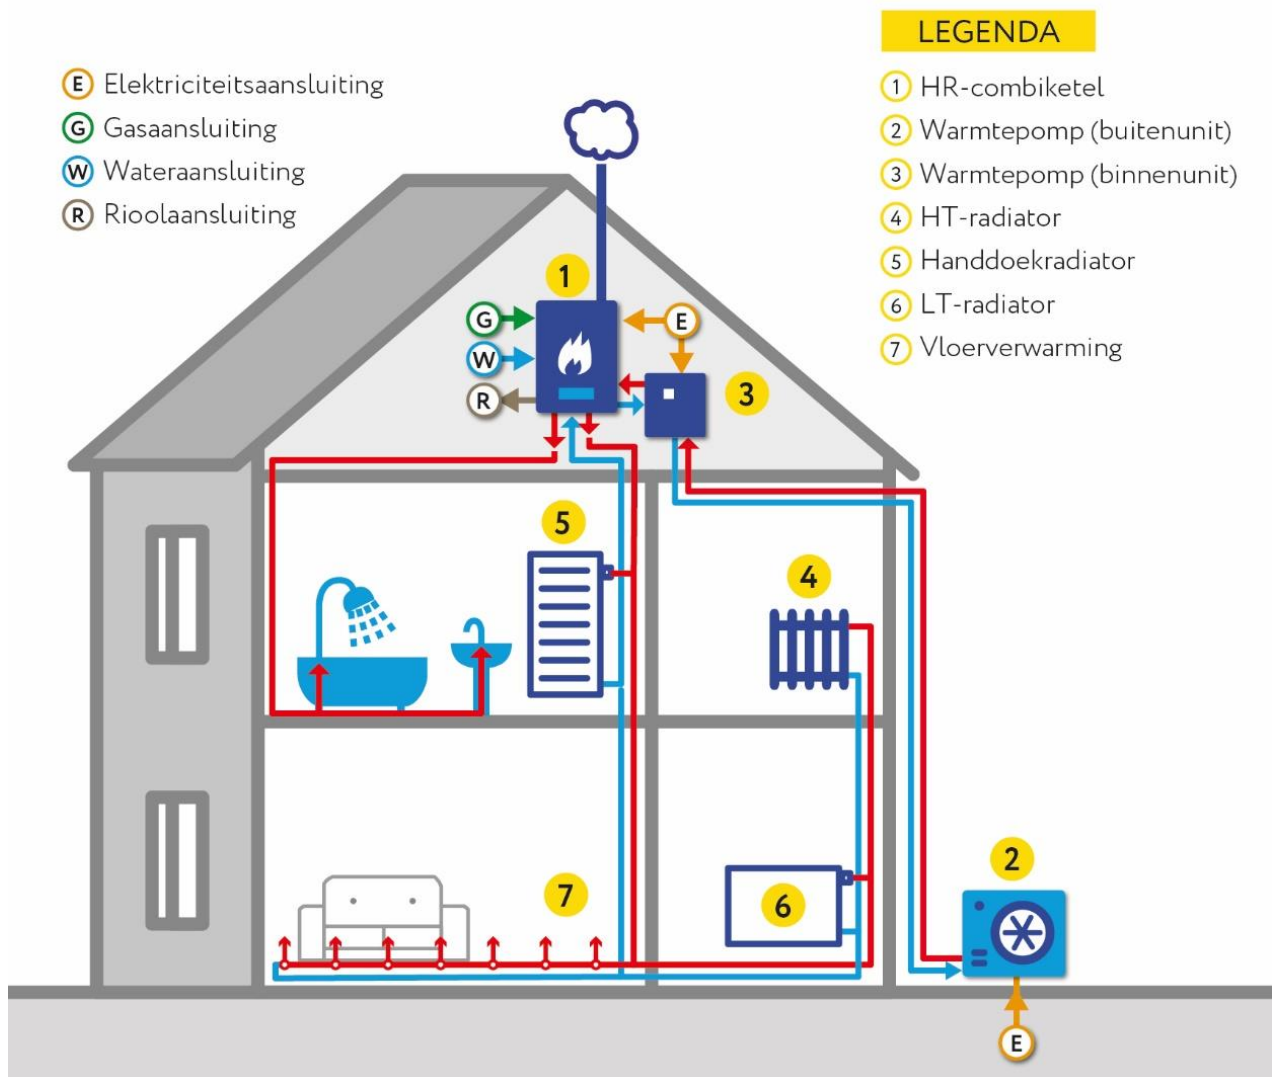 E Elektriciteitsaansluiting
G Gasaansluiting
W Wateraansluiting
R Rioolaansluiting
LEGENDA
1 HR-combiketel
2 Warmtepomp (buitenunit)
3 Warmtepomp (binnenunit)
4 HT-radiator
5 Handdoekradiator
6 LT-radiator
7 Vloerverwarming
1
G
E
W
3
R
5
4
2
7
6
E